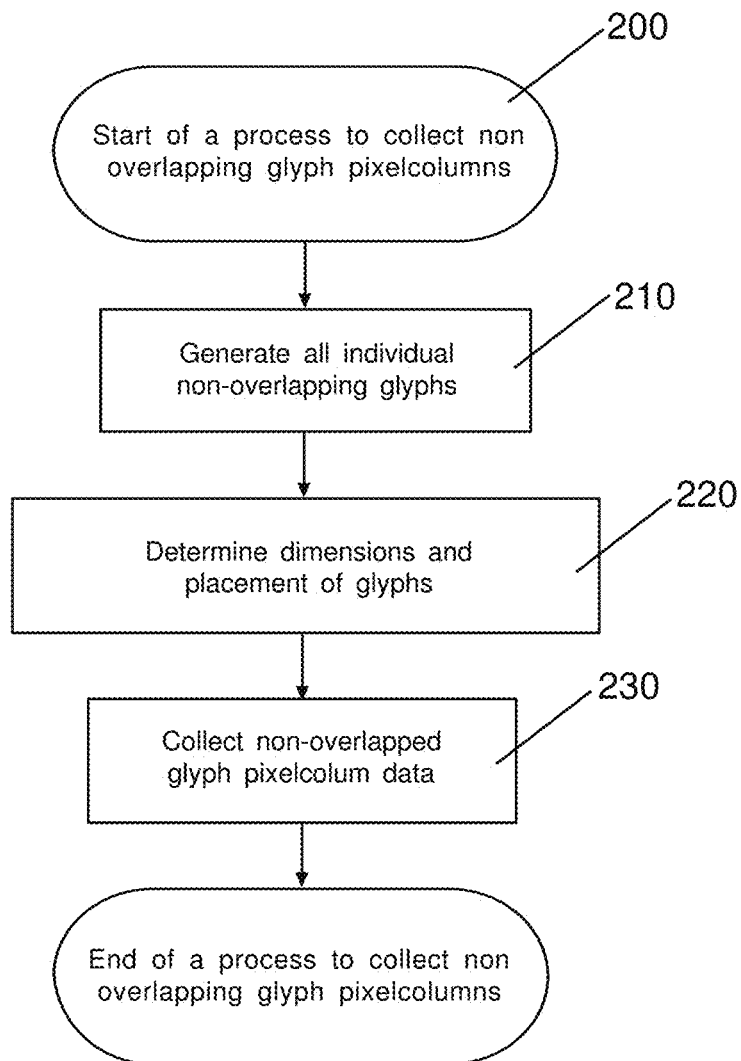 200
Start of a process to collect non
overlapping glyph pixelcolumns
210
Generate all individual
non-overlapping glyphs
220
Determine dimensions and
placement of glyphs
230
Collect non-overlapped
glyph pixelcolum data
End of a process to collect non
overlapping glyph pixelcolumns